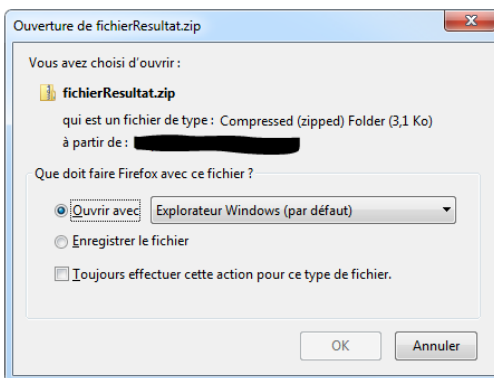 Ouverture de fichierResultat.zip
Vous avez choisi d'ouvrir :
fichierResultat.zip
qui est un fichier de type : Compressed (zipped) Folder (3,1 Ko)
à partir de :
Que doit faire Firefox avec ce fichier ?
Ouvrir avec Explorateur Windows (par défaut)
Enregistrer le fichier
Toujours effectuer cette action pour ce type de fichier.
OK Annuler